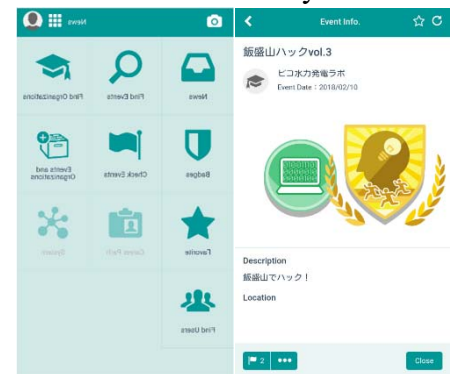 News
Find Organizations
Find Events
News
Events and
Organizations
Check Events
Badges
Career Path
Favorite
Find Users
Event Info.
飯盛山ハックvol.3
ピコ水力発電ラボ
Event Date：2018/02/10
Description
飯盛山でハック！
Location
2
Close